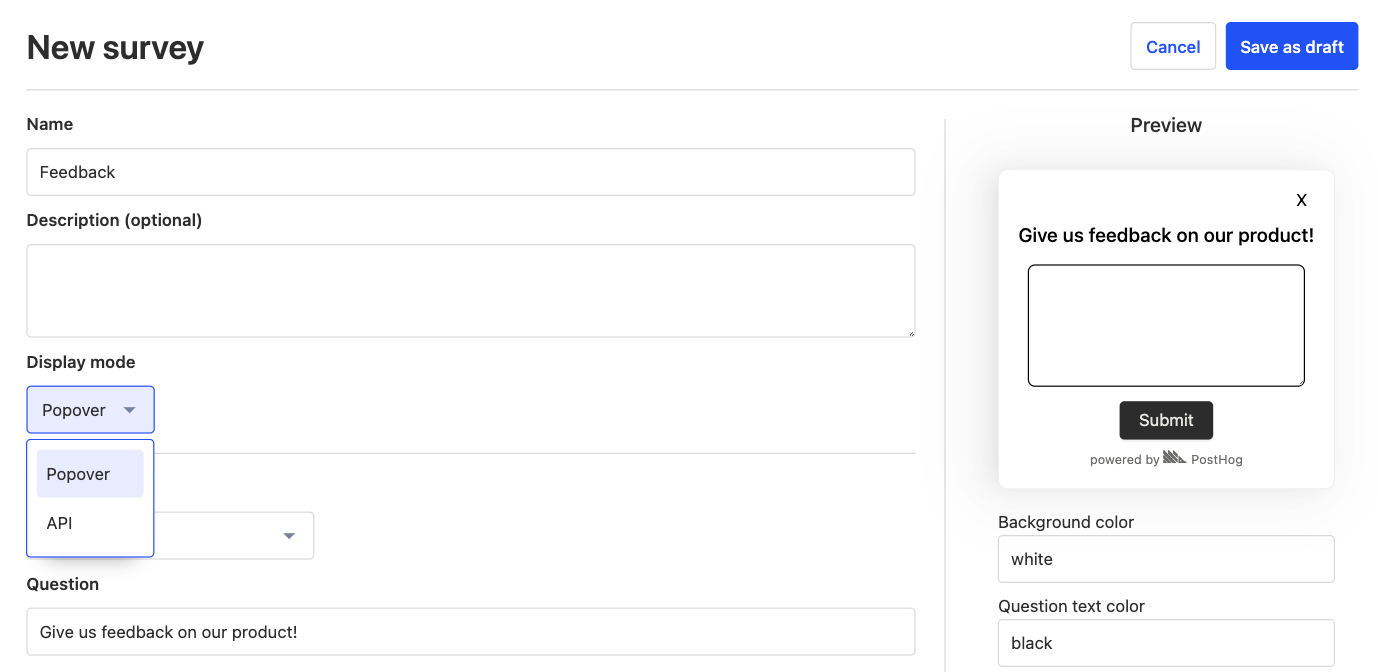 New survey
Cancel
Save as draft
Name
Feedback
Description (optional)
Display mode
Popover
Popover
API
Question
Give us feedback on our product!
Preview
X
Give us feedback on our product!
Submit
powered by PostHog
Background color
white
Question text color
black